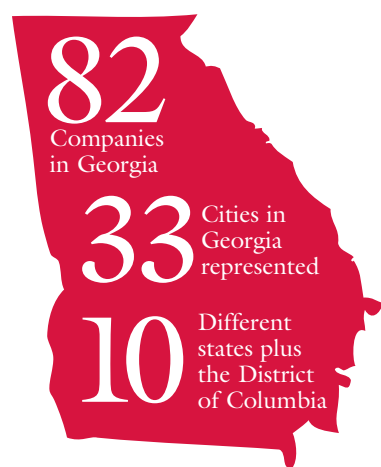 82
Companies
in Georgia
33
Cities in
Georgia
represented
10
Different
states plus
the District
of Columbia